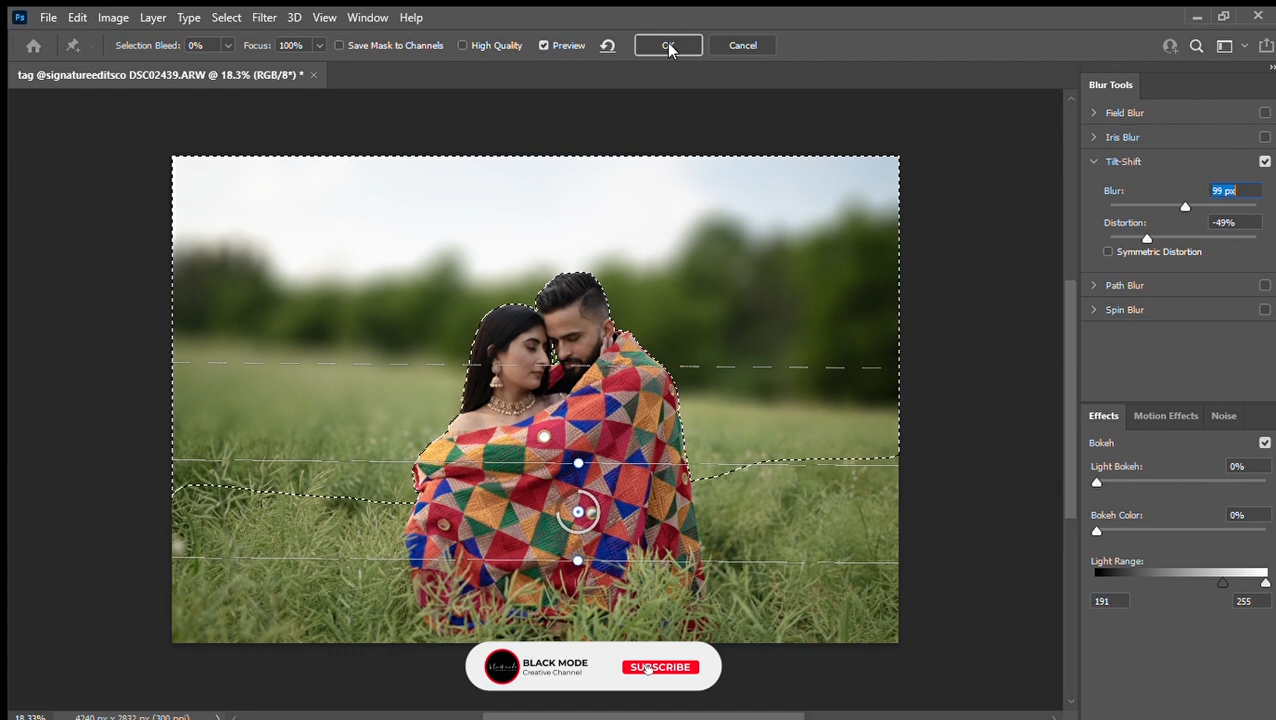 Ps File Edit Image Layer Type Select Filter 3D View Window Help
Selection Bleed: 0% Focus: 100% Save Mask to Channels High Quality Preview Cancel
tag @signatureeditsco DSC02439.ARW @ 18.3% (RGB/8*) * ×
Blur Tools
Field Blur
Iris Blur
Tilt-Shift
Blur: 99 px
Distortion: -49%
Symmetric Distortion
Path Blur
Spin Blur
Effects Motion Effects Noise
Bokeh
Light Bokeh: 0%
Bokeh Color: 0%
Light Range:
191 255
BLACK MODE
Creative Channel
SUBSCRIBE
18.33% 4240 px x 2832 px (300 ppi)